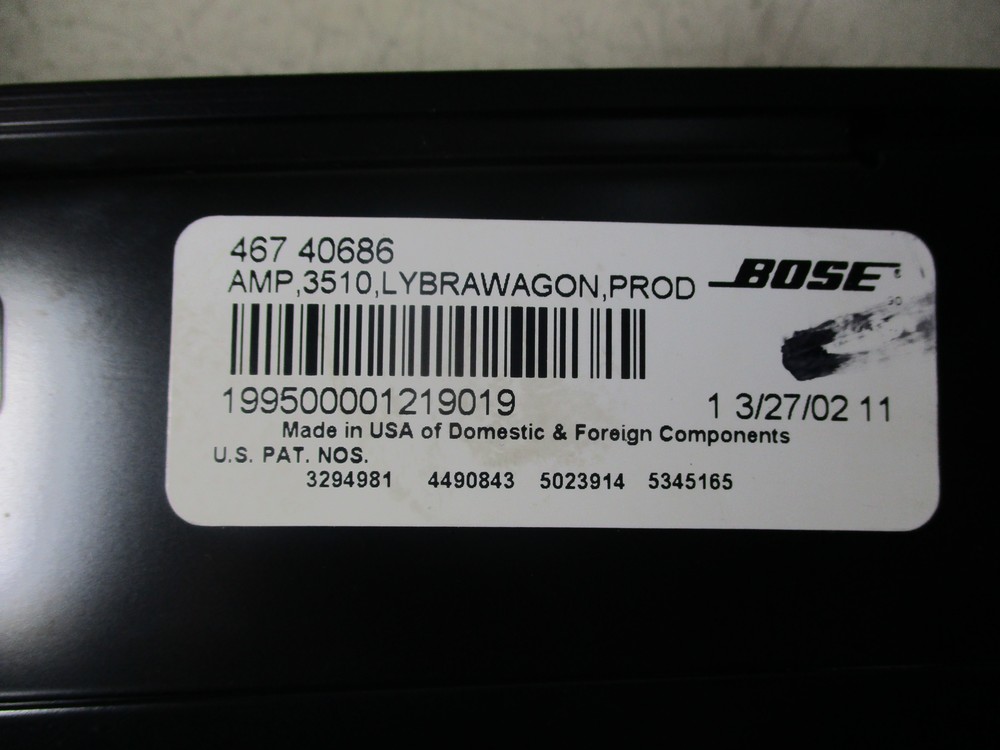 467 40686
AMP,3510,LYBRAWAGON,PROD
BOSE
199500001219019
1 3/27/02 11
Made in USA of Domestic & Foreign Components
U.S. PAT. NOS.
3294981 4490843 5023914 5345165